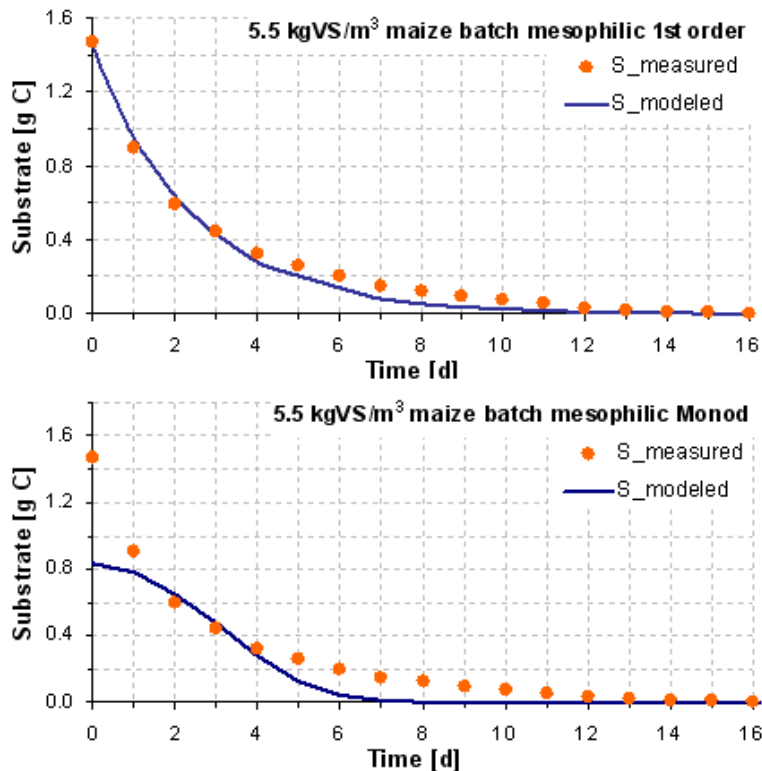 5.5 kgVS/m³ maize batch mesophilic 1st order
S_measured
S_modeled
Substrate [g C]
1.6
1.2
0.8
0.4
0.0
0 2 4 6 8 10 12 14 16
Time [d]
5.5 kgVS/m³ maize batch mesophilic Monod
S_measured
S_modeled
Substrate [g C]
1.6
1.2
0.8
0.4
0.0
0 2 4 6 8 10 12 14 16
Time [d]